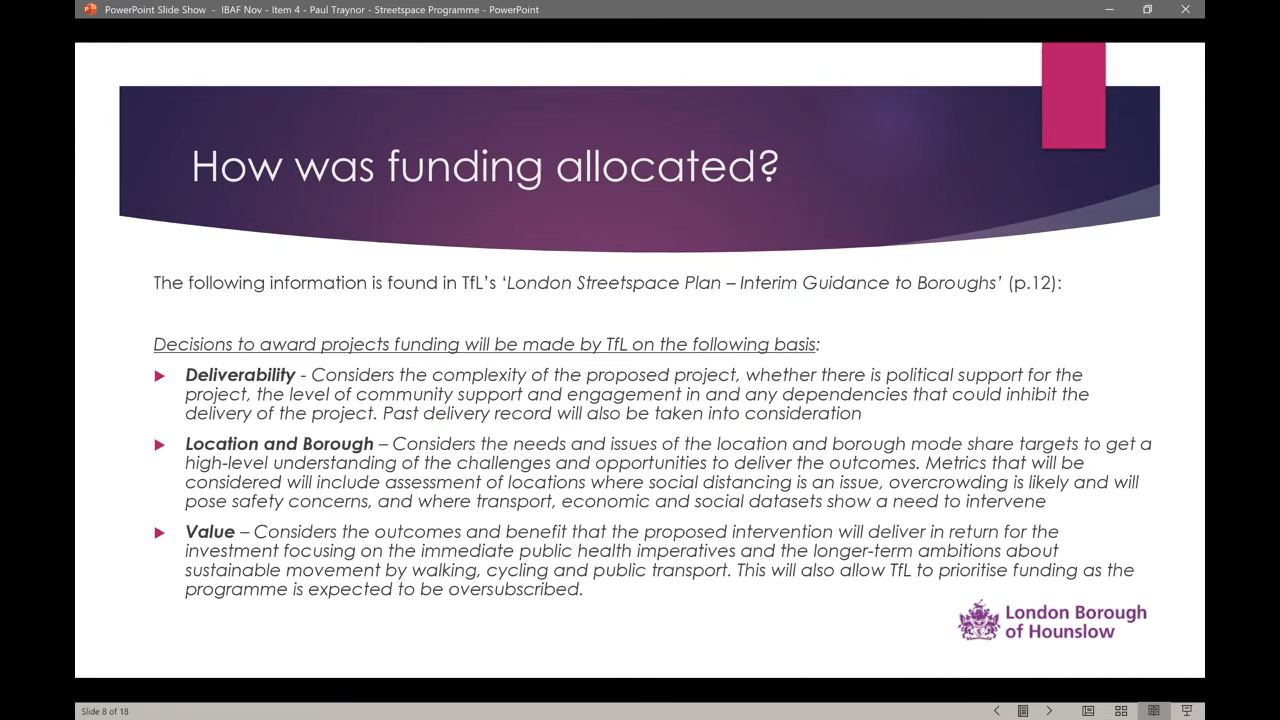 PowerPoint Slide Show - IBAF Nov - Item 4 - Paul Traynor - Streetspace Programme - PowerPoint
How was funding allocated?
The following information is found in TfL’s ‘London Streetspace Plan – Interim Guidance to Boroughs’ (p.12):
Decisions to award projects funding will be made by TfL on the following basis:
Deliverability - Considers the complexity of the proposed project, whether there is political support for the
project, the level of community support and engagement in and any dependencies that could inhibit the
delivery of the project. Past delivery record will also be taken into consideration
Location and Borough – Considers the needs and issues of the location and borough mode share targets to get a
high-level understanding of the challenges and opportunities to deliver the outcomes. Metrics that will be
considered will include assessment of locations where social distancing is an issue, overcrowding is likely and will
pose safety concerns, and where transport, economic and social datasets show a need to intervene
Value – Considers the outcomes and benefit that the proposed intervention will deliver in return for the
investment focusing on the immediate public health imperatives and the longer-term ambitions about
sustainable movement by walking, cycling and public transport. This will also allow TfL to prioritise funding as the
programme is expected to be oversubscribed.
London Borough
of Hounslow
Slide 8 of 18